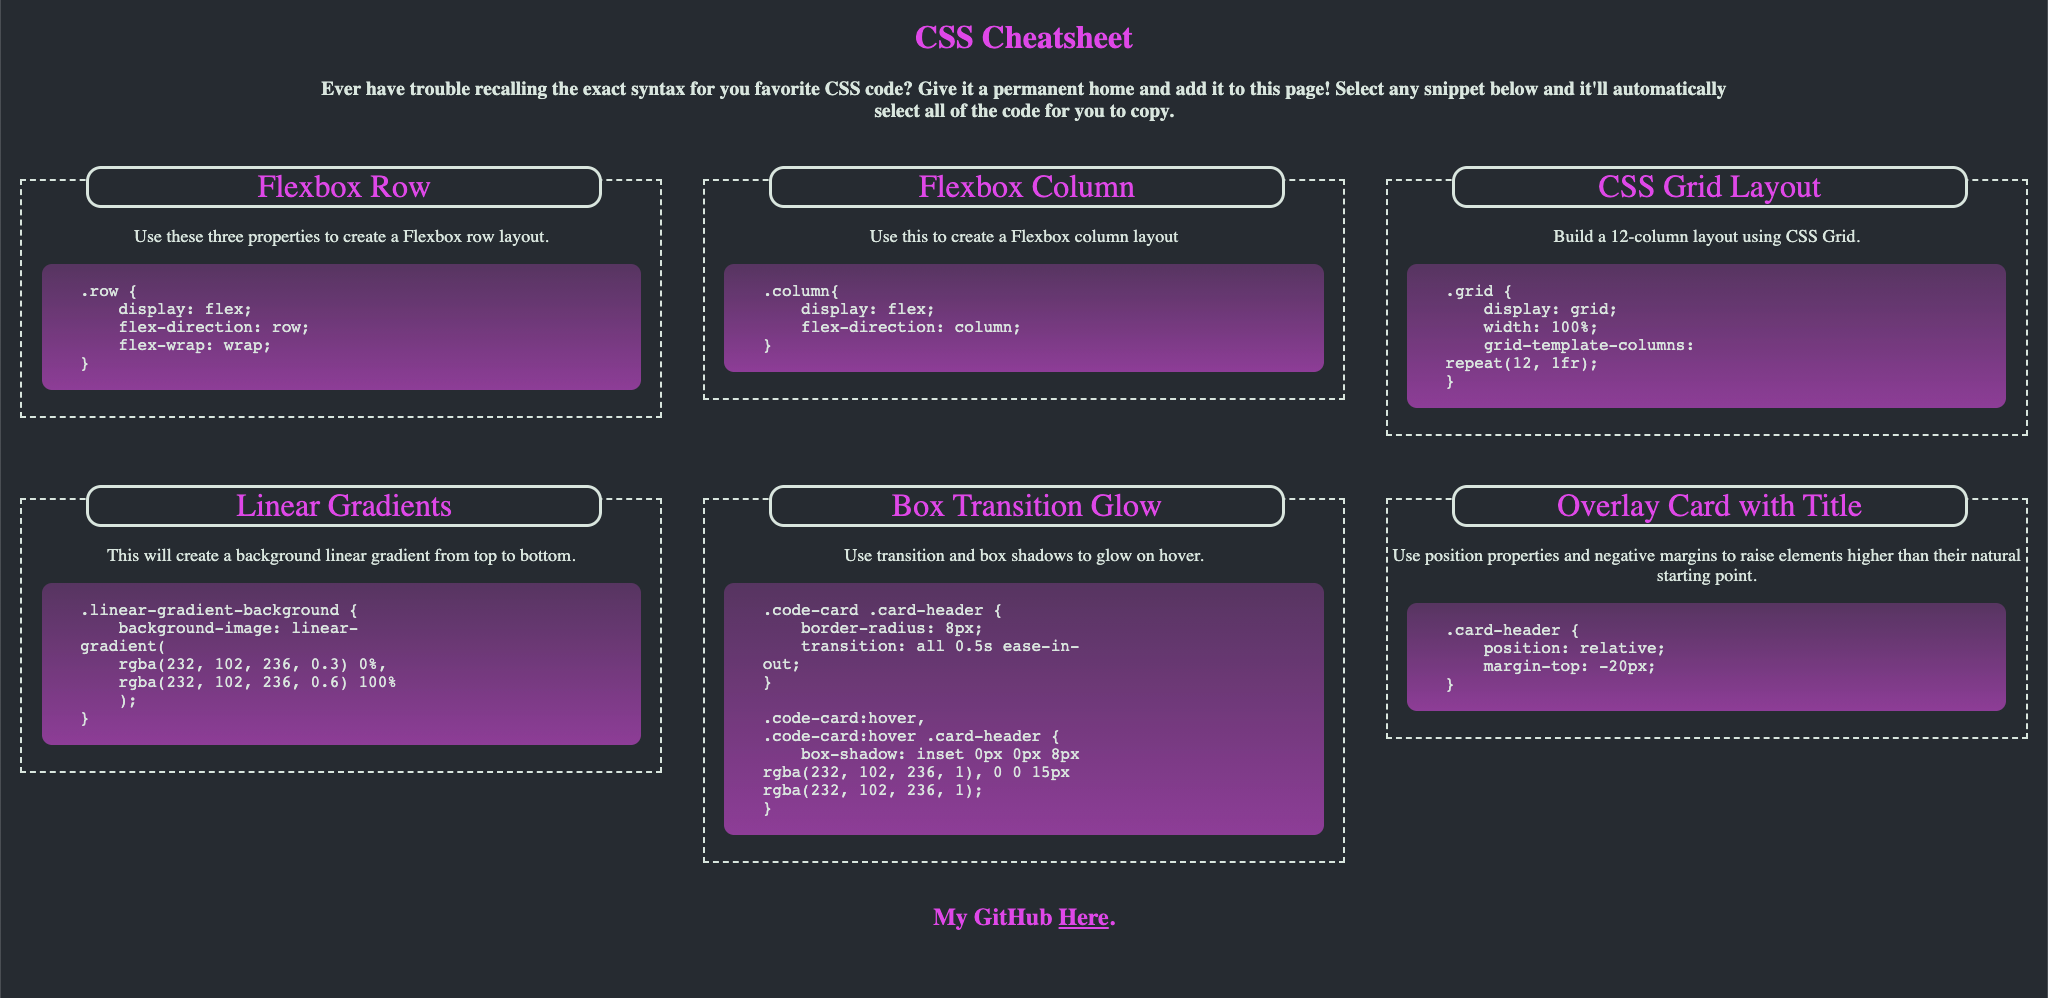 CSS Cheatsheet
Ever have trouble recalling the exact syntax for you favorite CSS code? Give it a permanent home and add it to this page! Select any snippet below and it'll automatically
select all of the code for you to copy.
Flexbox Row
Use these three properties to create a Flexbox row layout.
.row {
    display: flex;
    flex-direction: row;
    flex-wrap: wrap;
}
Flexbox Column
Use this to create a Flexbox column layout
.column{
    display: flex;
    flex-direction: column;
}
CSS Grid Layout
Build a 12-column layout using CSS Grid.
.grid {
    display: grid;
    width: 100%;
    grid-template-columns:
repeat(12, 1fr);
}
Linear Gradients
This will create a background linear gradient from top to bottom.
.linear-gradient-background {
    background-image: linear-
gradient(
    rgba(232, 102, 236, 0.3) 0%,
    rgba(232, 102, 236, 0.6) 100%
    );
}
Box Transition Glow
Use transition and box shadows to glow on hover.
.code-card .card-header {
    border-radius: 8px;
    transition: all 0.5s ease-in-
out;
}
.code-card:hover,
.code-card:hover .card-header {
    box-shadow: inset 0px 0px 8px
rgba(232, 102, 236, 1), 0 0 15px
rgba(232, 102, 236, 1);
}
Overlay Card with Title
Use position properties and negative margins to raise elements higher than their natural
starting point.
.card-header {
    position: relative;
    margin-top: -20px;
}
My GitHub Here.